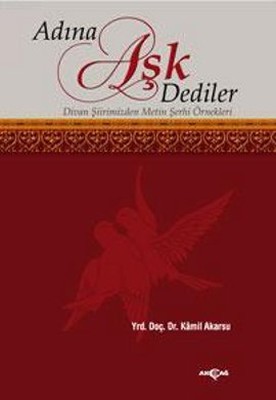 Adına
Aşk
Dediler
Divan Şiirimizden Metin Şerhi Örnekleri
Yrd. Doç. Dr. Kâmil Akarsu
AKÇAĞ